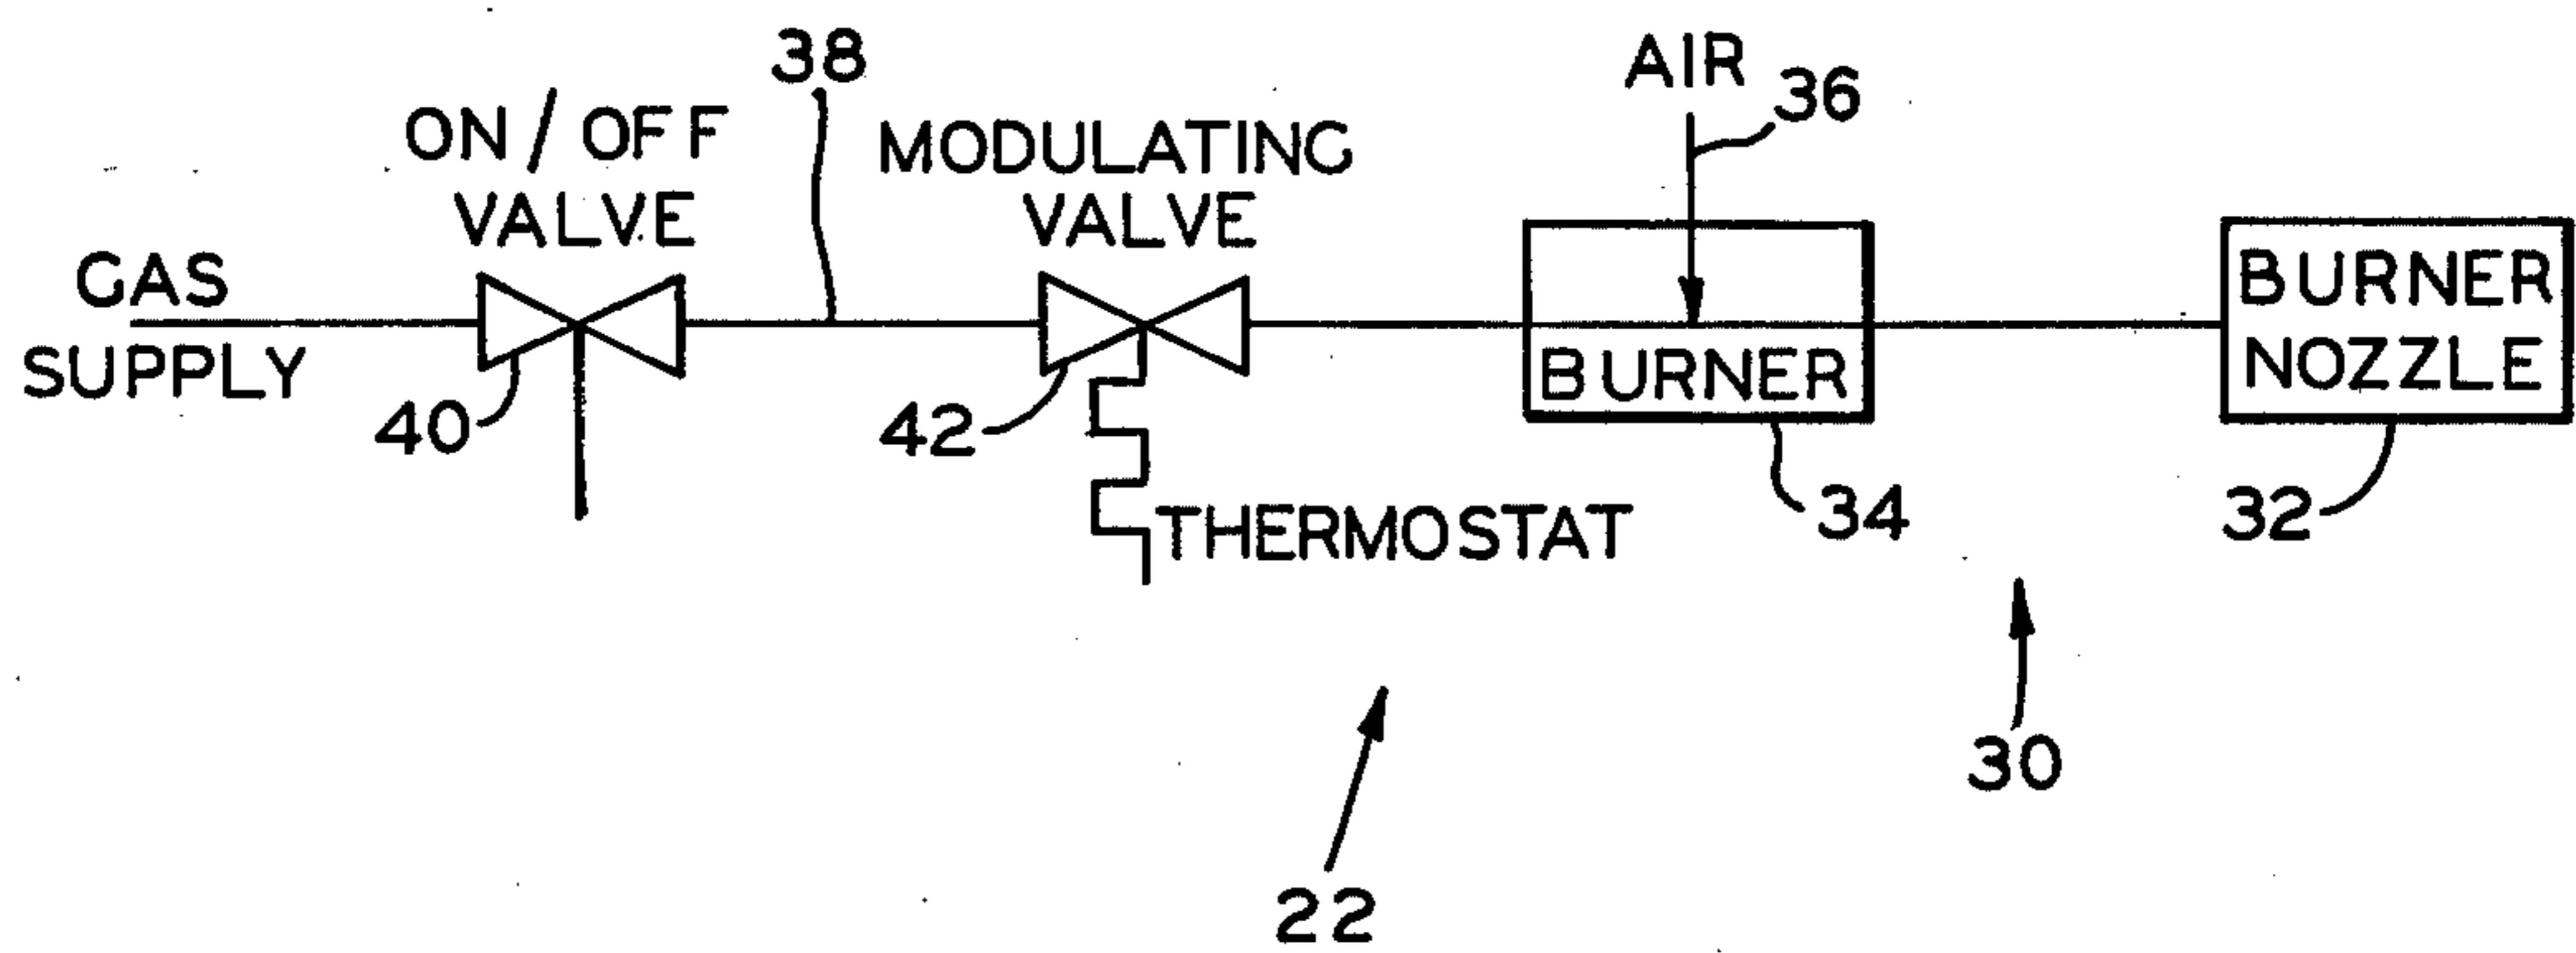 38
ON/OFF
VALVE
MODULATING
VALVE
AIR
36
GAS
SUPPLY
40
42
THERMOSTAT
BURNER
34
BURNER
NOZZLE
32
30
22